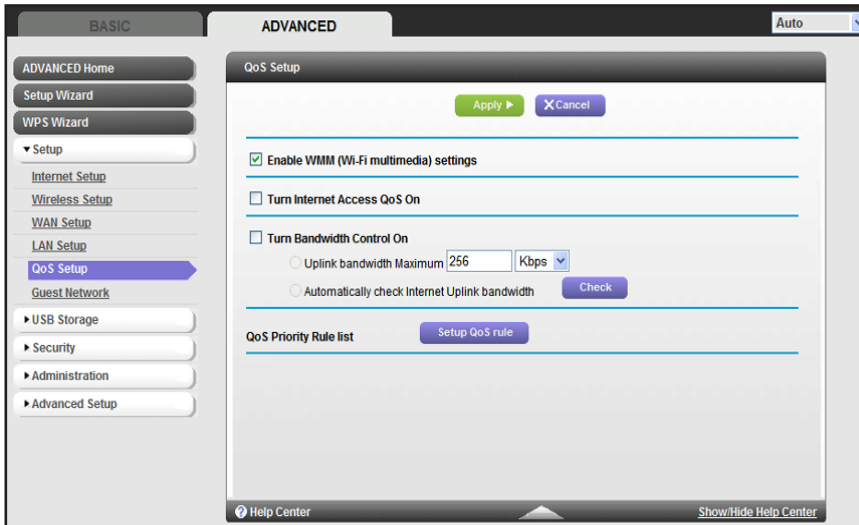 BASIC
ADVANCED
Auto
ADVANCED Home
Setup Wizard
WPS Wizard
Setup
Internet Setup
Wireless Setup
WAN Setup
LAN Setup
QoS Setup
Guest Network
USB Storage
Security
Administration
Advanced Setup
QoS Setup
Apply
X Cancel
Enable WMM (Wi-Fi multimedia) settings
Turn Internet Access QoS On
Turn Bandwidth Control On
Uplink bandwidth Maximum 256 Kbps
Automatically check Internet Uplink bandwidth Check
QoS Priority Rule list Setup QoS rule
? Help Center Show/Hide Help Center